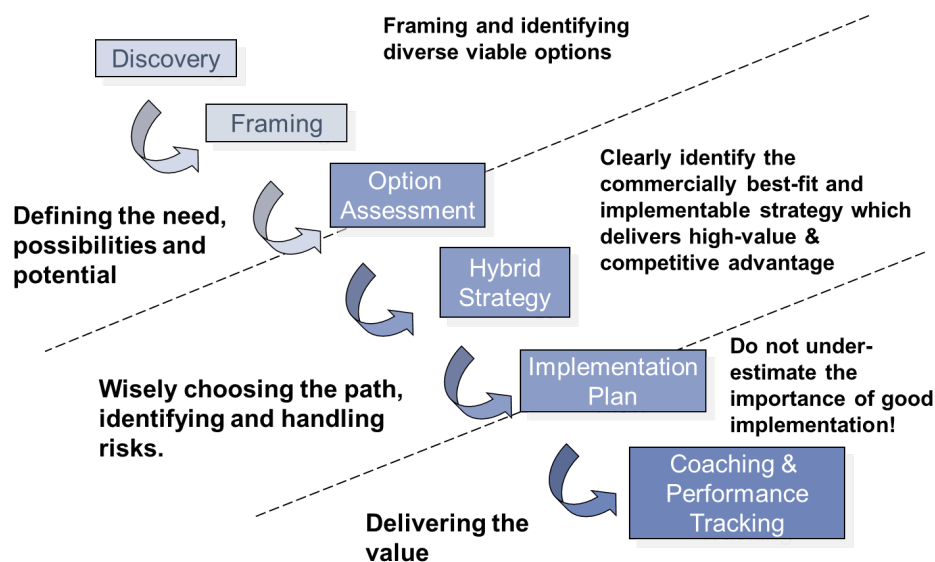 Framing and identifying
diverse viable options
Discovery
Framing
Option
Assessment
Clearly identify the
commercially best-fit and
implementable strategy which
delivers high-value &
competitive advantage
Defining the need,
possibilities and
potential
Hybrid
Strategy
Implementation
Plan
Do not under-
estimate the
importance of good
implementation!
Wisely choosing the path,
identifying and handling
risks.
Coaching &
Performance
Tracking
Delivering the
value